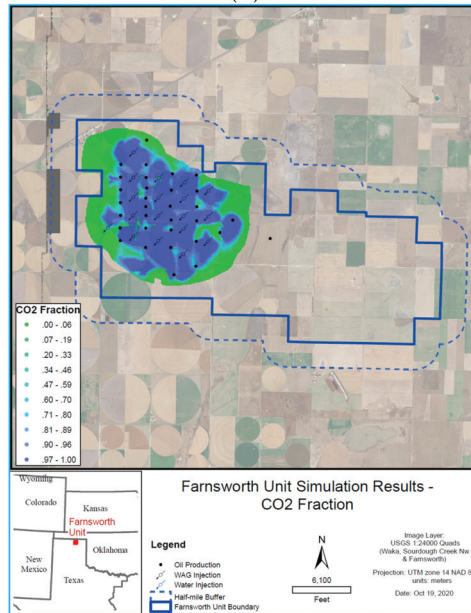 CO2 Fraction
.00 - .06
.07 - .19
.20 - .33
.34 - .46
.47 - .59
.60 - .70
.71 - .80
.81 - .89
.90 - .96
.97 - 1.00
Wyoming
Colorado
Kansas
Farnsworth
Unit
Oklahoma
New
Mexico
Texas
Farnsworth Unit Simulation Results -
CO2 Fraction
Legend
Oil Production
WAG Injection
Water Injection
Half-mile Buffer
Farnsworth Unit Boundary
N
6,100
Feet
Image Layer:
USGS 1:24000 Quads
(Waka, Sourdough Creek Nw
& Farnsworth)
Projection: UTM zone 14 NAD 8
units: meters
Date: Oct 19, 2020